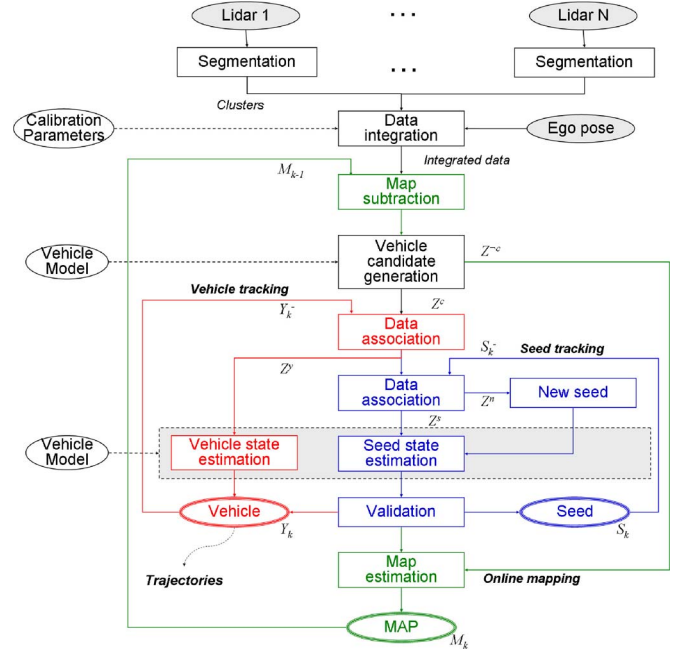 Lidar 1
...
Lidar N
Segmentation
...
Segmentation
Clusters
Calibration
Parameters
Data
integration
Ego pose
Integrated data
M_{k-1}
Map
subtraction
Vehicle
Model
Vehicle
candidate
generation
Z^{¬c}
Vehicle tracking
Z^c
Y_k^-
Data
association
S_k^-
Seed tracking
Z^y
Data
association
Z^n
New seed
Z^s
Vehicle
Model
Vehicle state
estimation
Seed state
estimation
Vehicle
Validation
Seed
Y_k
S_k
Trajectories
Map
estimation
Online mapping
MAP
M_k